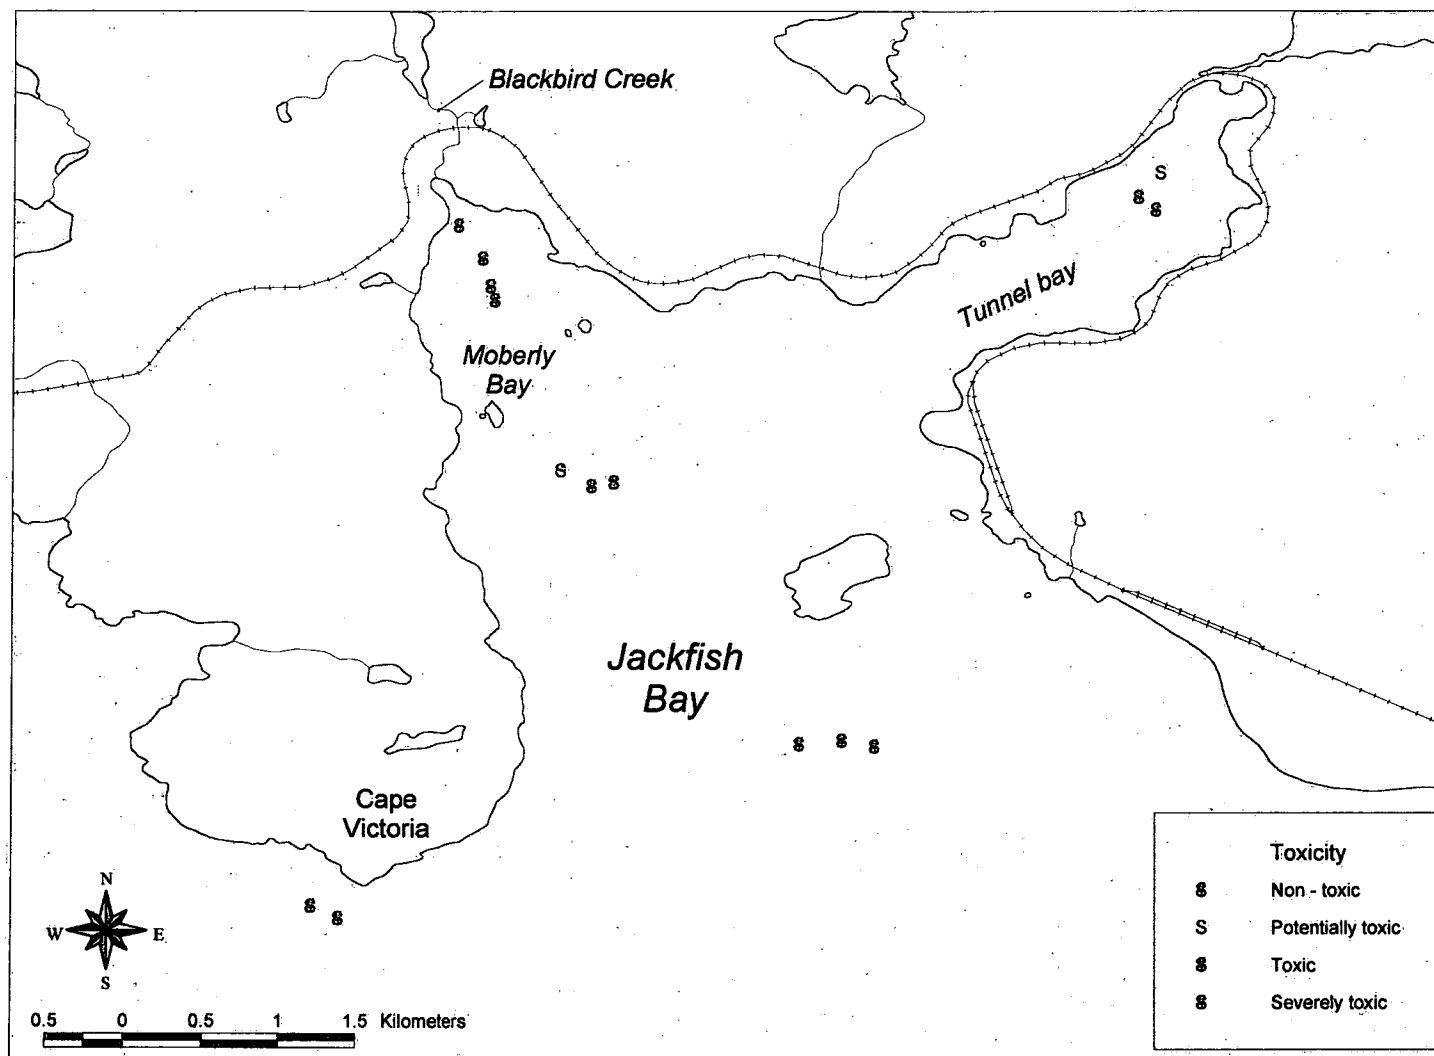 Blackbird Creek
S
Tunnel bay
Moberly
Bay
S
Jackfish
Bay
Cape
Victoria
N
W E
S
0.5 0 0.5 1 1.5 Kilometers
Toxicity
S Non - toxic
S Potentially toxic
S Toxic
S Severely toxic